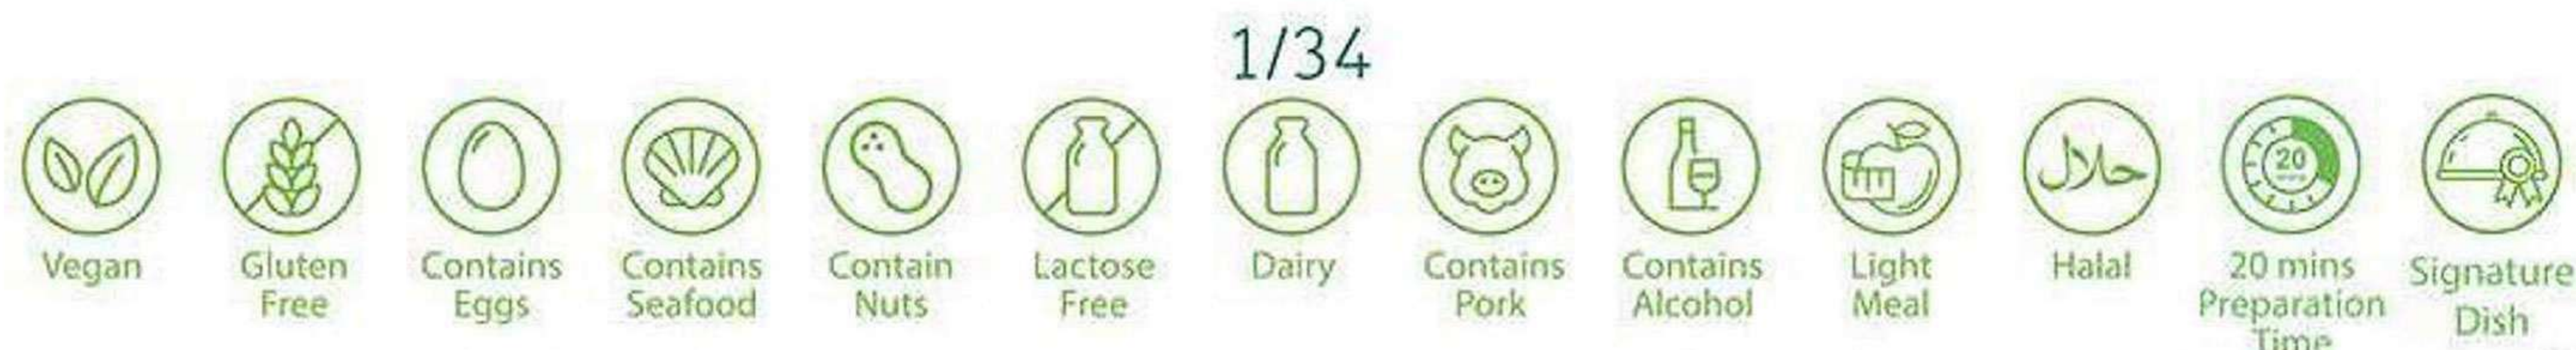 1/34
حلال
20
Vegan
Gluten
Free
Contains
Eggs
Contains
Seafood
Contain
Nuts
Lactose
Free
Dairy
Contains
Pork
Contains
Alcohol
Light
Meal
Halal
20 mins
Preparation
Time
Signature
Dish